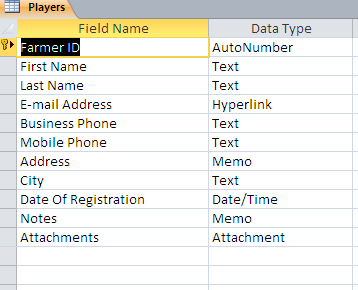 Players
Field Name Data Type
Farmer ID AutoNumber
First Name Text
Last Name Text
E-mail Address Hyperlink
Business Phone Text
Mobile Phone Text
Address Memo
City Text
Date Of Registration Date/Time
Notes Memo
Attachments Attachment